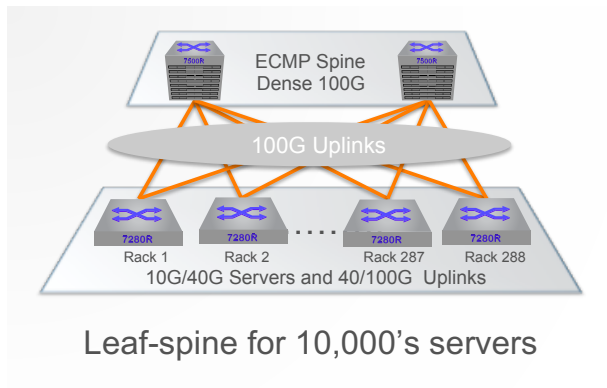 7500R
7500R
ECMP Spine
Dense 100G
100G Uplinks
7280R
7280R
....
7280R
7280R
Rack 1
Rack 2
Rack 287
Rack 288
10G/40G Servers and 40/100G Uplinks
Leaf-spine for 10,000's servers